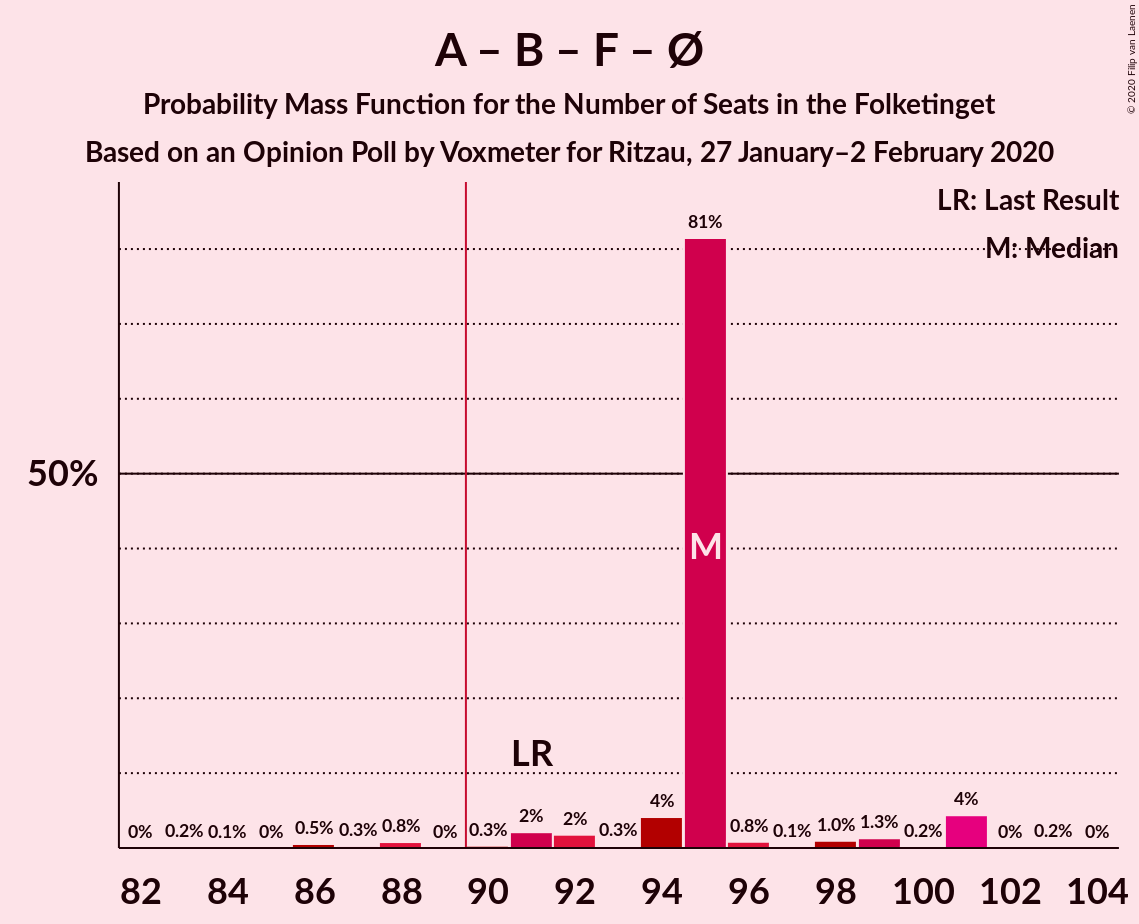 A – B – F – Ø
Probability Mass Function for the Number of Seats in the Folketinget
Based on an Opinion Poll by Voxmeter for Ritzau, 27 January–2 February 2020
© 2020 Filip van Laenen
LR: Last Result
M: Median
50%
81%
M
LR
0% 0.2% 0.1% 0% 0.5% 0.3% 0.8% 0% 0.3% 2% 2% 0.3% 4% 0.8% 0.1% 1.0% 1.3% 0.2% 4% 0% 0.2% 0%
82 84 86 88 90 92 94 96 98 100 102 104